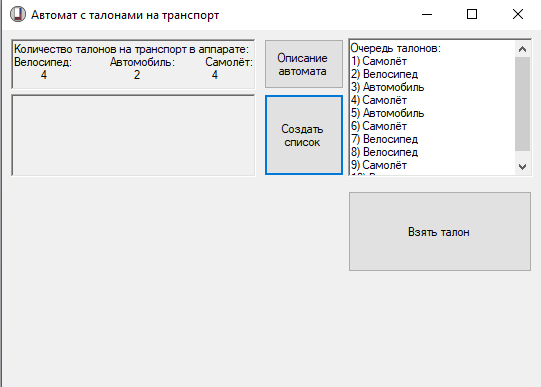 Автомат с талонами на транспорт
Количество талонов на транспорт в аппарате:
Велосипед: Автомобиль: Самолёт:
4 2 4
Описание
автомата
Создать
список
Очередь талонов:
1) Самолёт
2) Велосипед
3) Автомобиль
4) Самолёт
5) Автомобиль
6) Самолёт
7) Велосипед
8) Велосипед
9) Самолёт
Взять талон